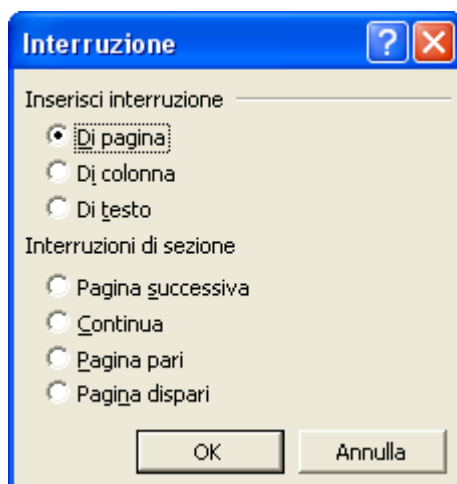 Interruzione
Inserisci interruzione
Di pagina
Di colonna
Di testo
Interruzioni di sezione
Pagina successiva
Continua
Pagina pari
Pagina dispari
OK Annulla